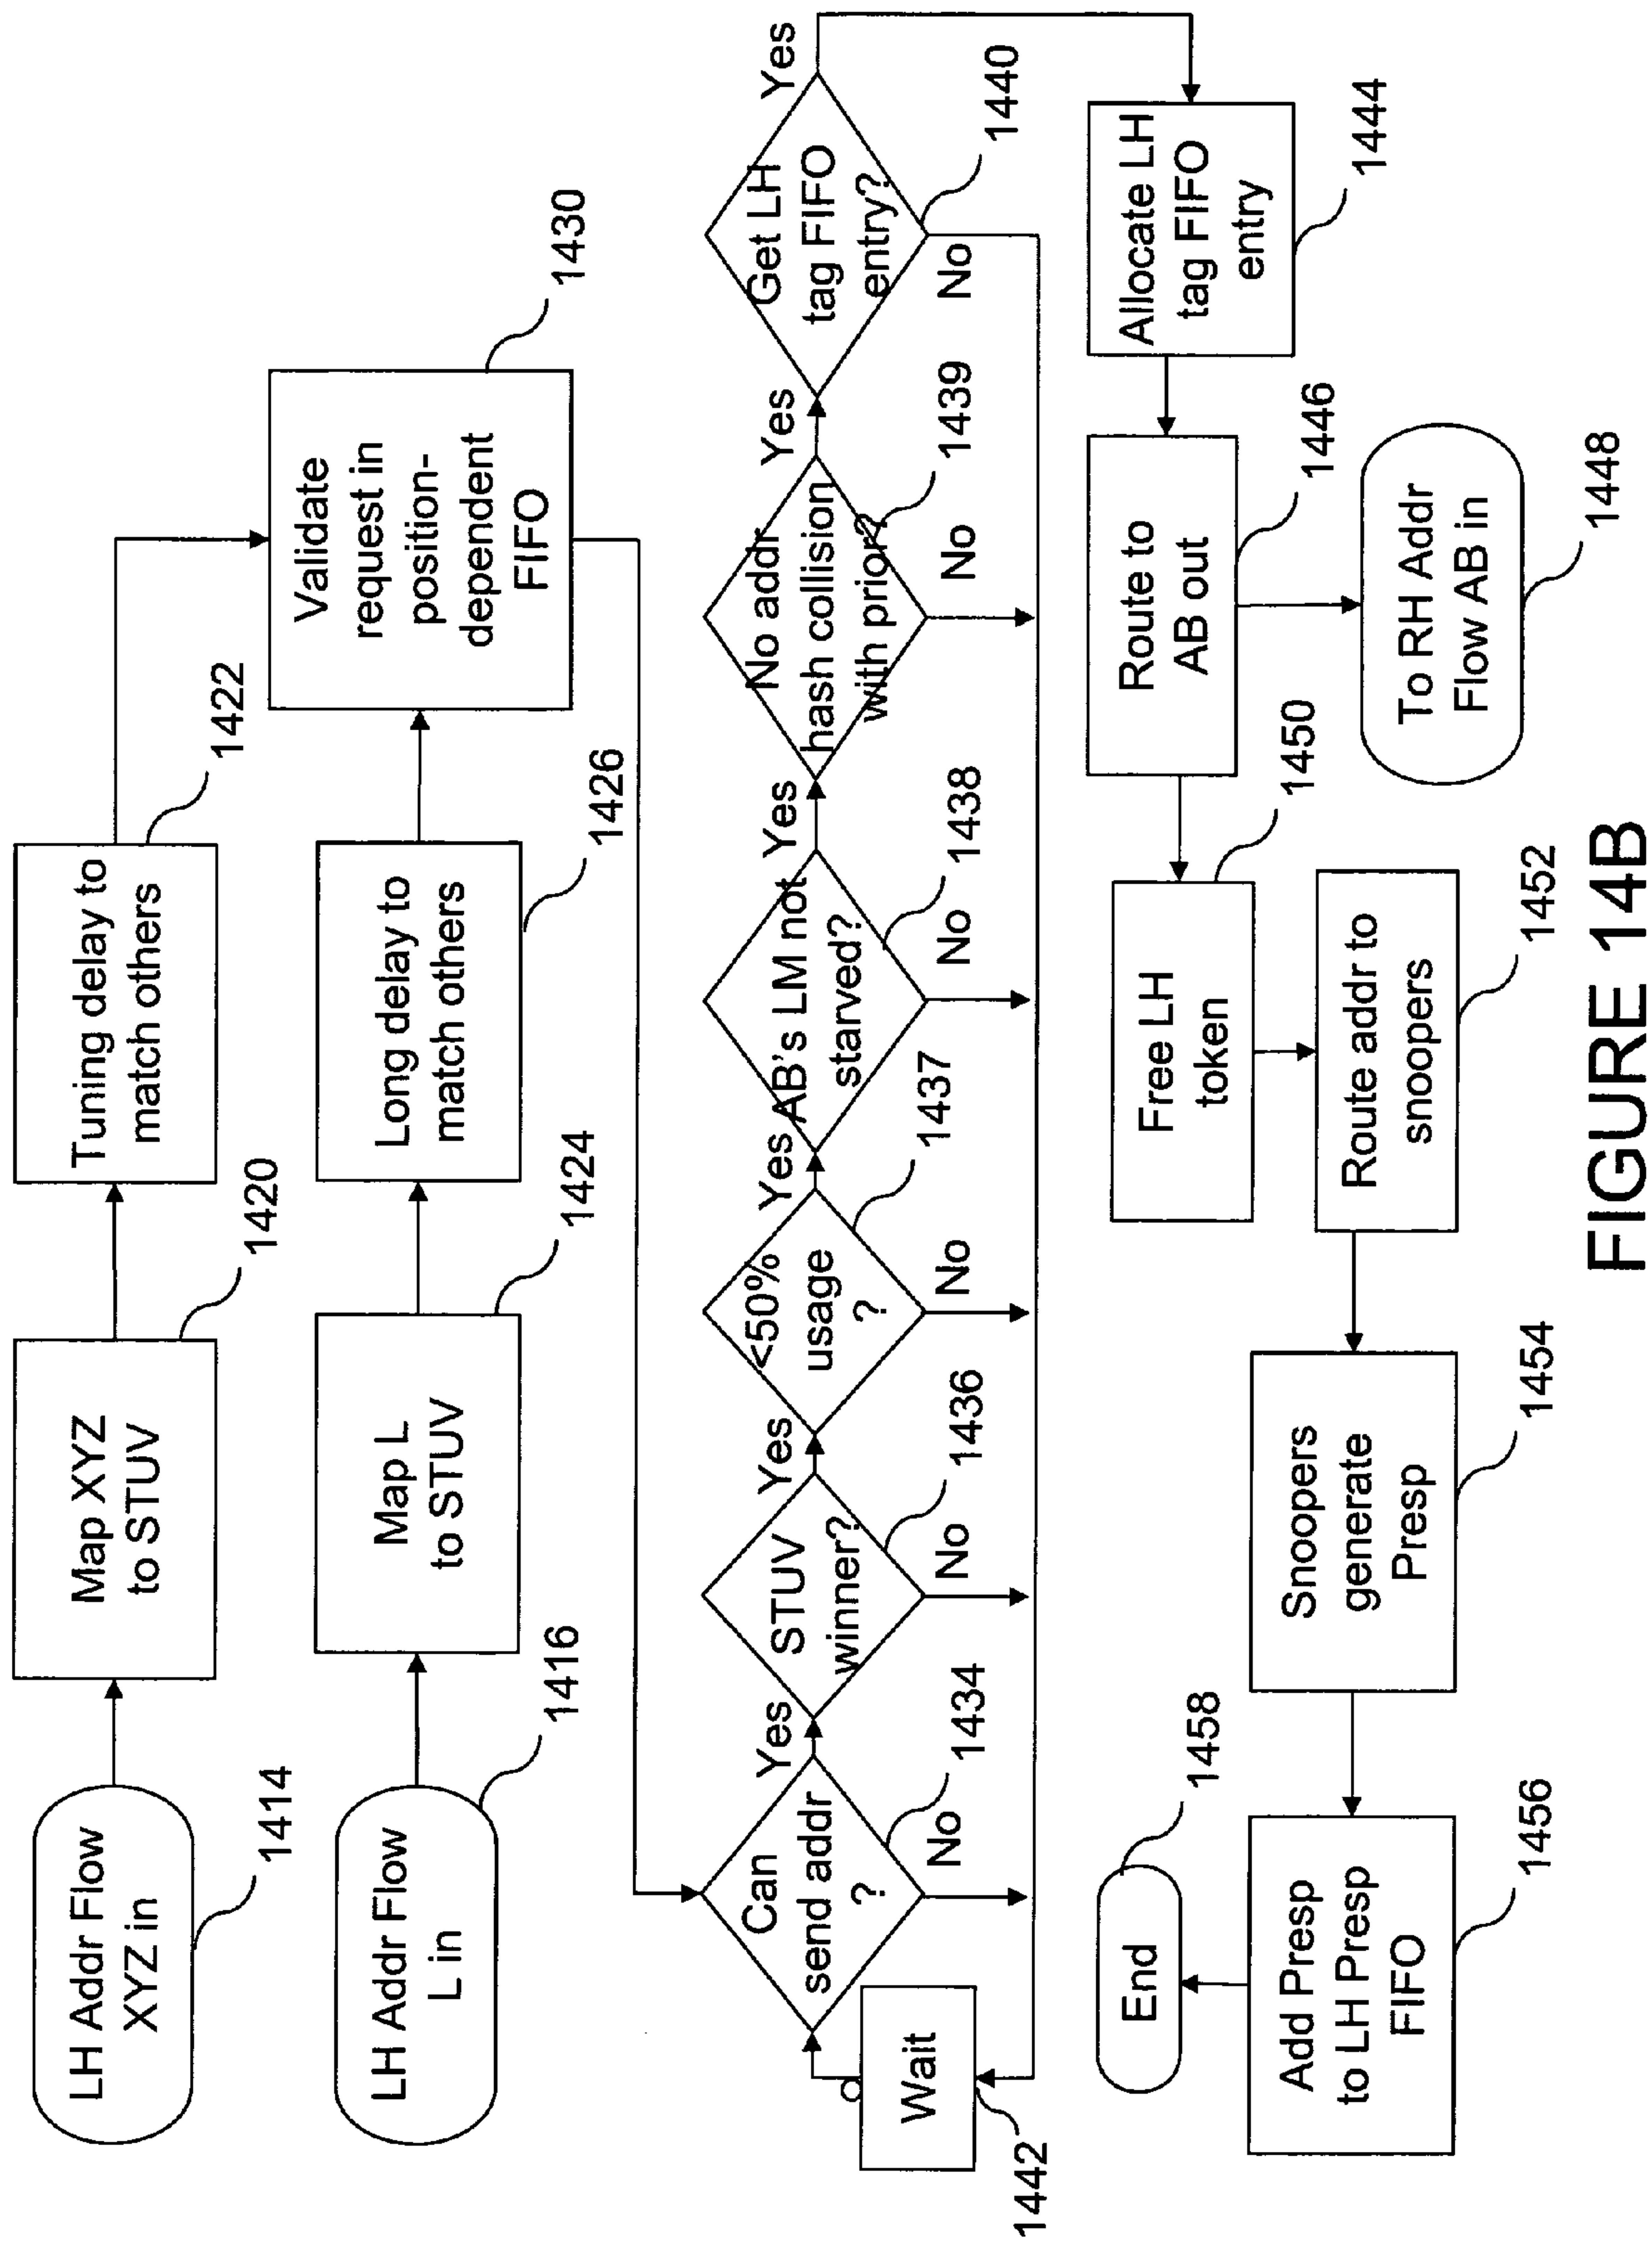 LH Addr Flow
XYZ in
1414
Map XYZ
to STUV
1420
Tuning delay to
match others
1422
LH Addr Flow
L in
1416
Map L
to STUV
1424
Long delay to
match others
1426
Validate
request in
position-
dependent
FIFO
1430
Can
send addr
?
1434
Yes
No
STUV
winner?
1436
Yes
No
<50%
usage
?
1437
Yes
No
AB's LM not
starved?
1438
Yes
No
No addr
hash collision
with prior?
1439
Yes
No
Get LH
tag FIFO
entry?
1440
Yes
No
Wait
1442
Allocate LH
tag FIFO
entry
1444
Route to
AB out
1446
To RH Addr
Flow AB in
1448
Free LH
token
1450
Route addr to
snoopers
1452
Snoopers
generate
Presp
1454
Add Presp
to LH Presp
FIFO
1456
End
1458
FIGURE 14B